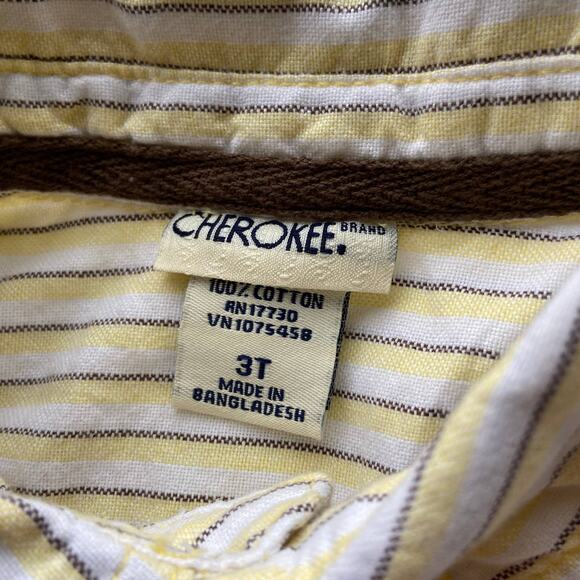 CHEROKEE. BRAND
100% COTTON
RN17730
VN1075458
3T
MADE IN
BANGLADESH